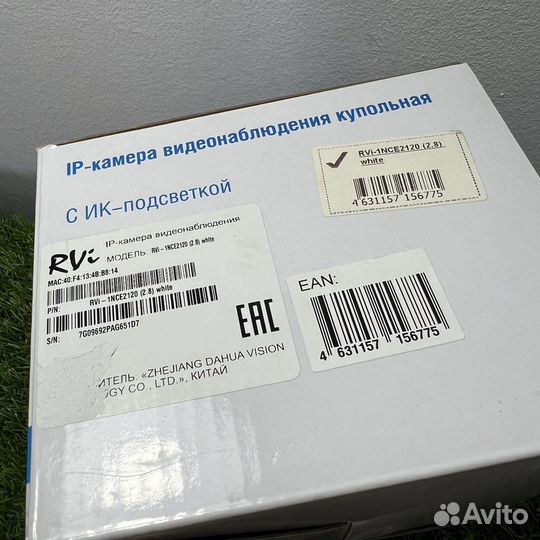 IP-камера видеонаблюдения купольная
С ИК-подсветкой
RVi-1NCE2120 (2.8)
white
4 631157 156775
RVi
IP-камера видеонаблюдения
МОДЕЛЬ: RVi-1NCE2120 (2.8) white
MAC:40:F4:13:4B:B8:14
P/N:
RVi-1NCE2120 (2.8) white
S/N:
7G09692PAG651D7
EAC
«ZHEJIANG DAHUA VISION
CO., LTD.», КИТАЙ
EAN:
4 631157 156775
Avito